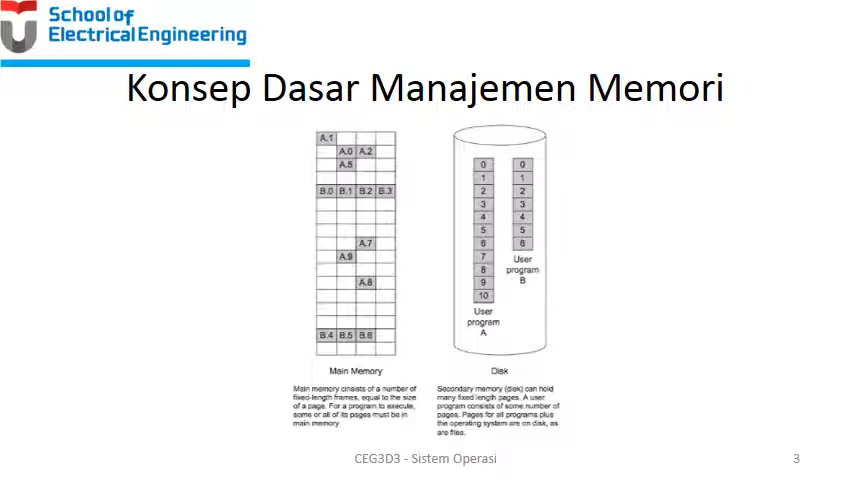 School of
Electrical Engineering
Konsep Dasar Manajemen Memori
A.1
A.0 A.2
A.5
B.0 B.1 B.2 B.3
A.7
A.9
A.8
B.4 B.5 B.6
Main Memory
Main memory cinsists of a number of
fixed-length frames, equal to the size
of a page. For a program to execute,
some or all of its pages must be in
main memory.
0 0
1 1
2 2
3 3
4 4
5 5
6 6
7
8
9
10
User
program
A
User
program
B
Disk
Secondary memory (disk) can hold
many fixed length pages. A user
program consists of some number of
pages. Pages for all programs plus
the operating system are on disk, as
are files.
CEG3D3 - Sistem Operasi
3